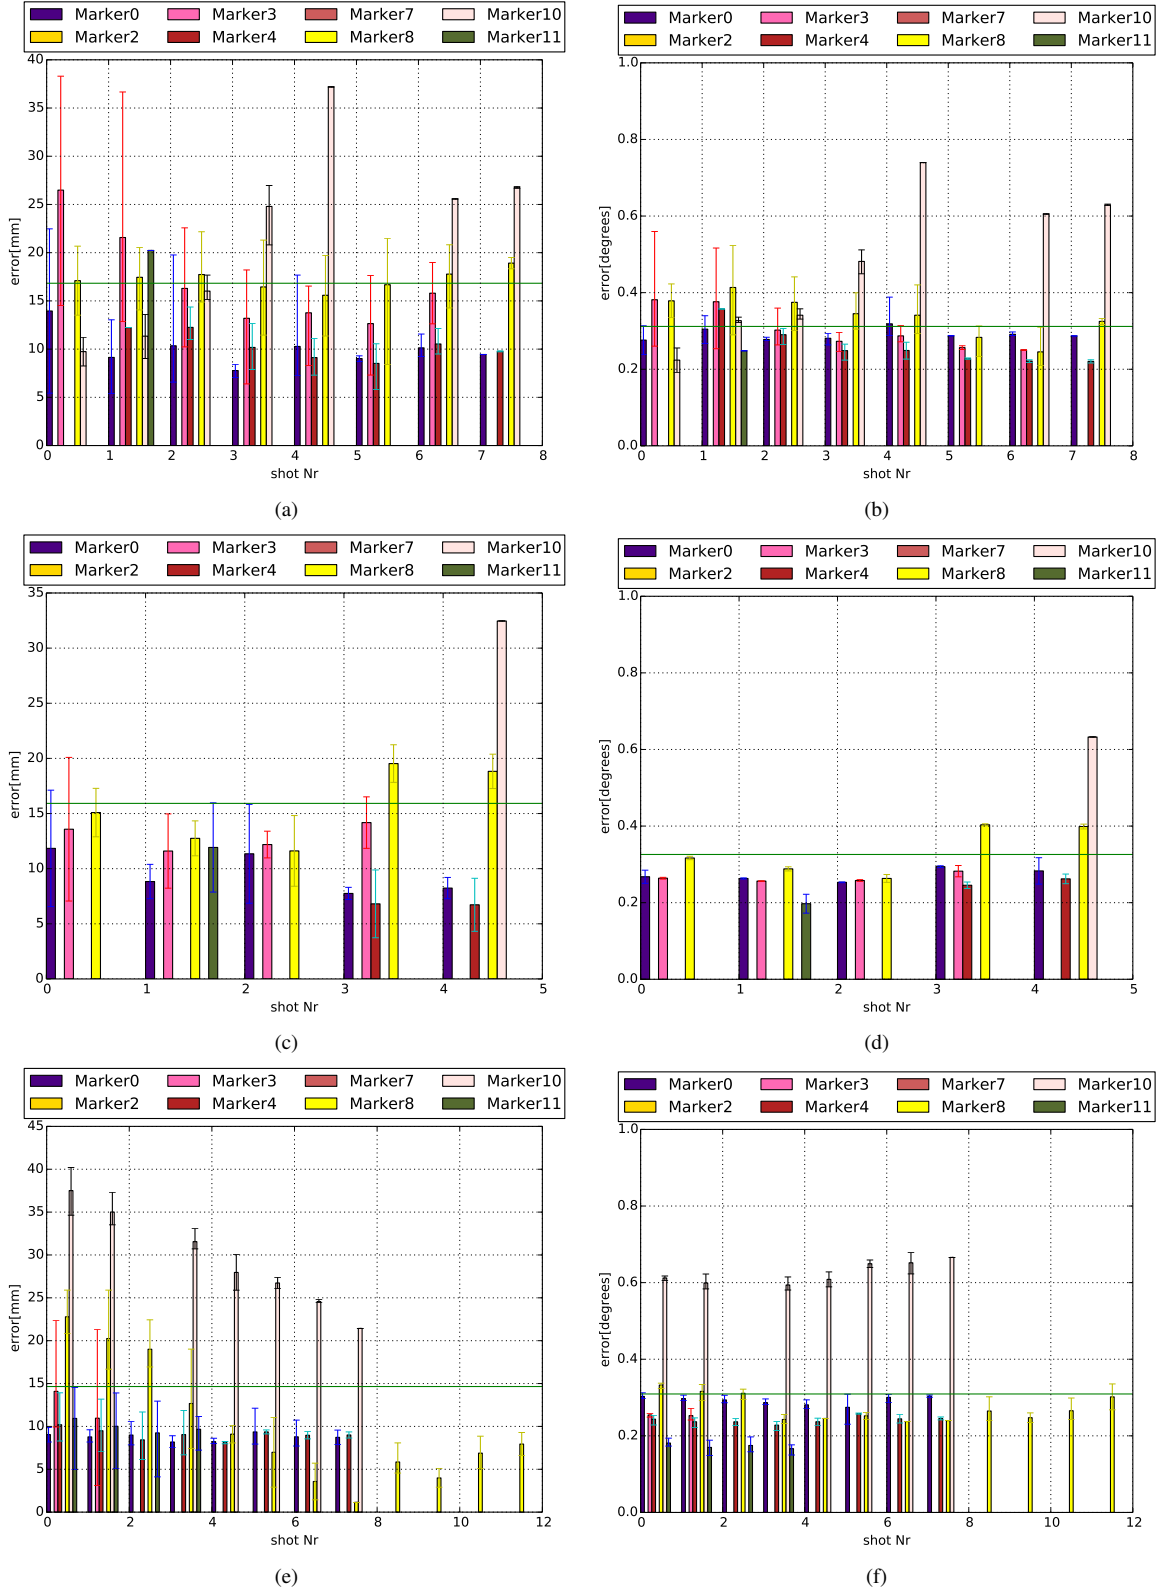 Marker0 Marker3 Marker7 Marker10
Marker2 Marker4 Marker8 Marker11
40
35
30
25
20
15
10
5
0
error[mm]
0 1 2 3 4 5 6 7 8
shot Nr
(a)
Marker0 Marker3 Marker7 Marker10
Marker2 Marker4 Marker8 Marker11
1.0
0.8
0.6
0.4
0.2
0.0
error[degrees]
0 1 2 3 4 5 6 7 8
shot Nr
(b)
Marker0 Marker3 Marker7 Marker10
Marker2 Marker4 Marker8 Marker11
35
30
25
20
15
10
5
0
error[mm]
0 1 2 3 4 5
shot Nr
(c)
Marker0 Marker3 Marker7 Marker10
Marker2 Marker4 Marker8 Marker11
1.0
0.8
0.6
0.4
0.2
0.0
error[degrees]
0 1 2 3 4 5
shot Nr
(d)
Marker0 Marker3 Marker7 Marker10
Marker2 Marker4 Marker8 Marker11
45
40
35
30
25
20
15
10
5
0
error[mm]
0 2 4 6 8 10 12
shot Nr
(e)
Marker0 Marker3 Marker7 Marker10
Marker2 Marker4 Marker8 Marker11
1.0
0.8
0.6
0.4
0.2
0.0
error[degrees]
0 2 4 6 8 10 12
shot Nr
(f)